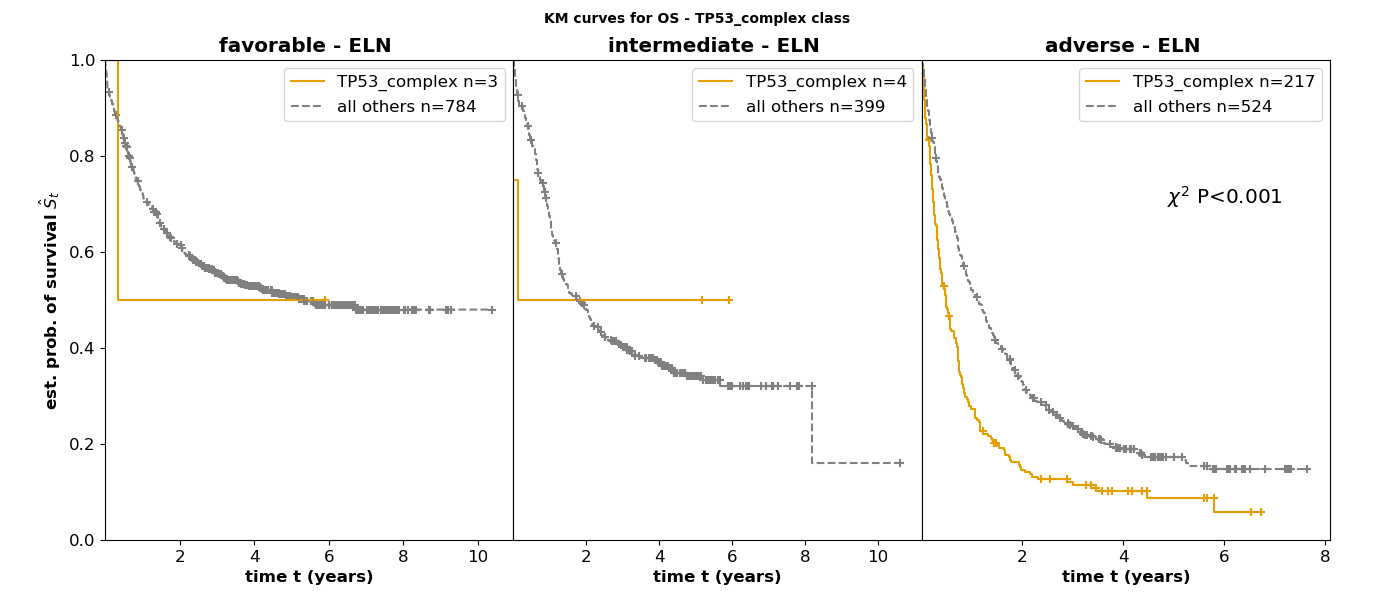 KM curves for OS - TP53_complex class
favorable - ELN
intermediate - ELN
adverse - ELN
TP53_complex n=3
all others n=784
TP53_complex n=4
all others n=399
TP53_complex n=217
all others n=524
χ² P<0.001
est. prob. of survival Ŝₜ
1.0
0.8
0.6
0.4
0.2
0.0
2 4 6 8 10
2 4 6 8 10
2 4 6 8
time t (years)
time t (years)
time t (years)